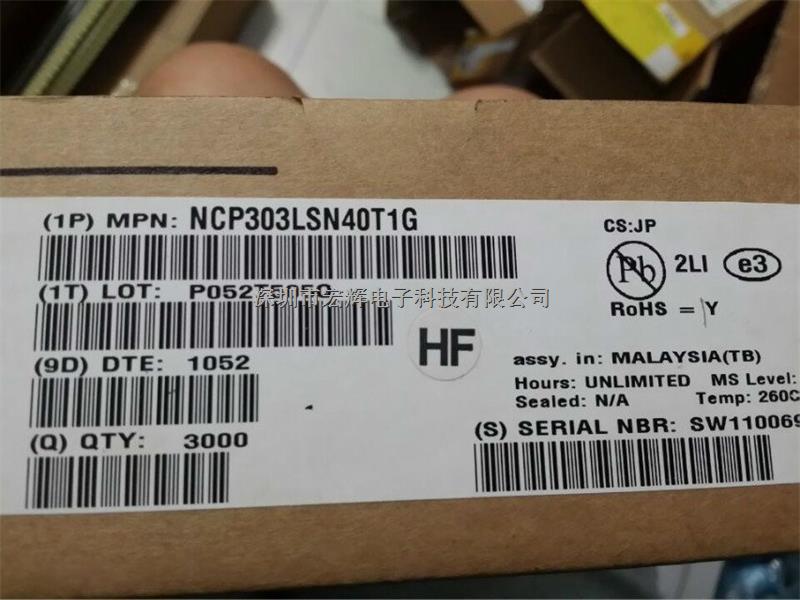 (1P) MPN: NCP303LSN40T1G
CS:JP
Pb 2LI e3
(1T) LOT:
深圳市宏辉电子科技有限公司
RoHS = Y
HF
(9D) DTE: 1052
assy. in: MALAYSIA(TB)
Hours: UNLIMITED MS Level:
Sealed: N/A Temp: 260C
(Q) QTY: 3000
(S) SERIAL NBR: SW110069